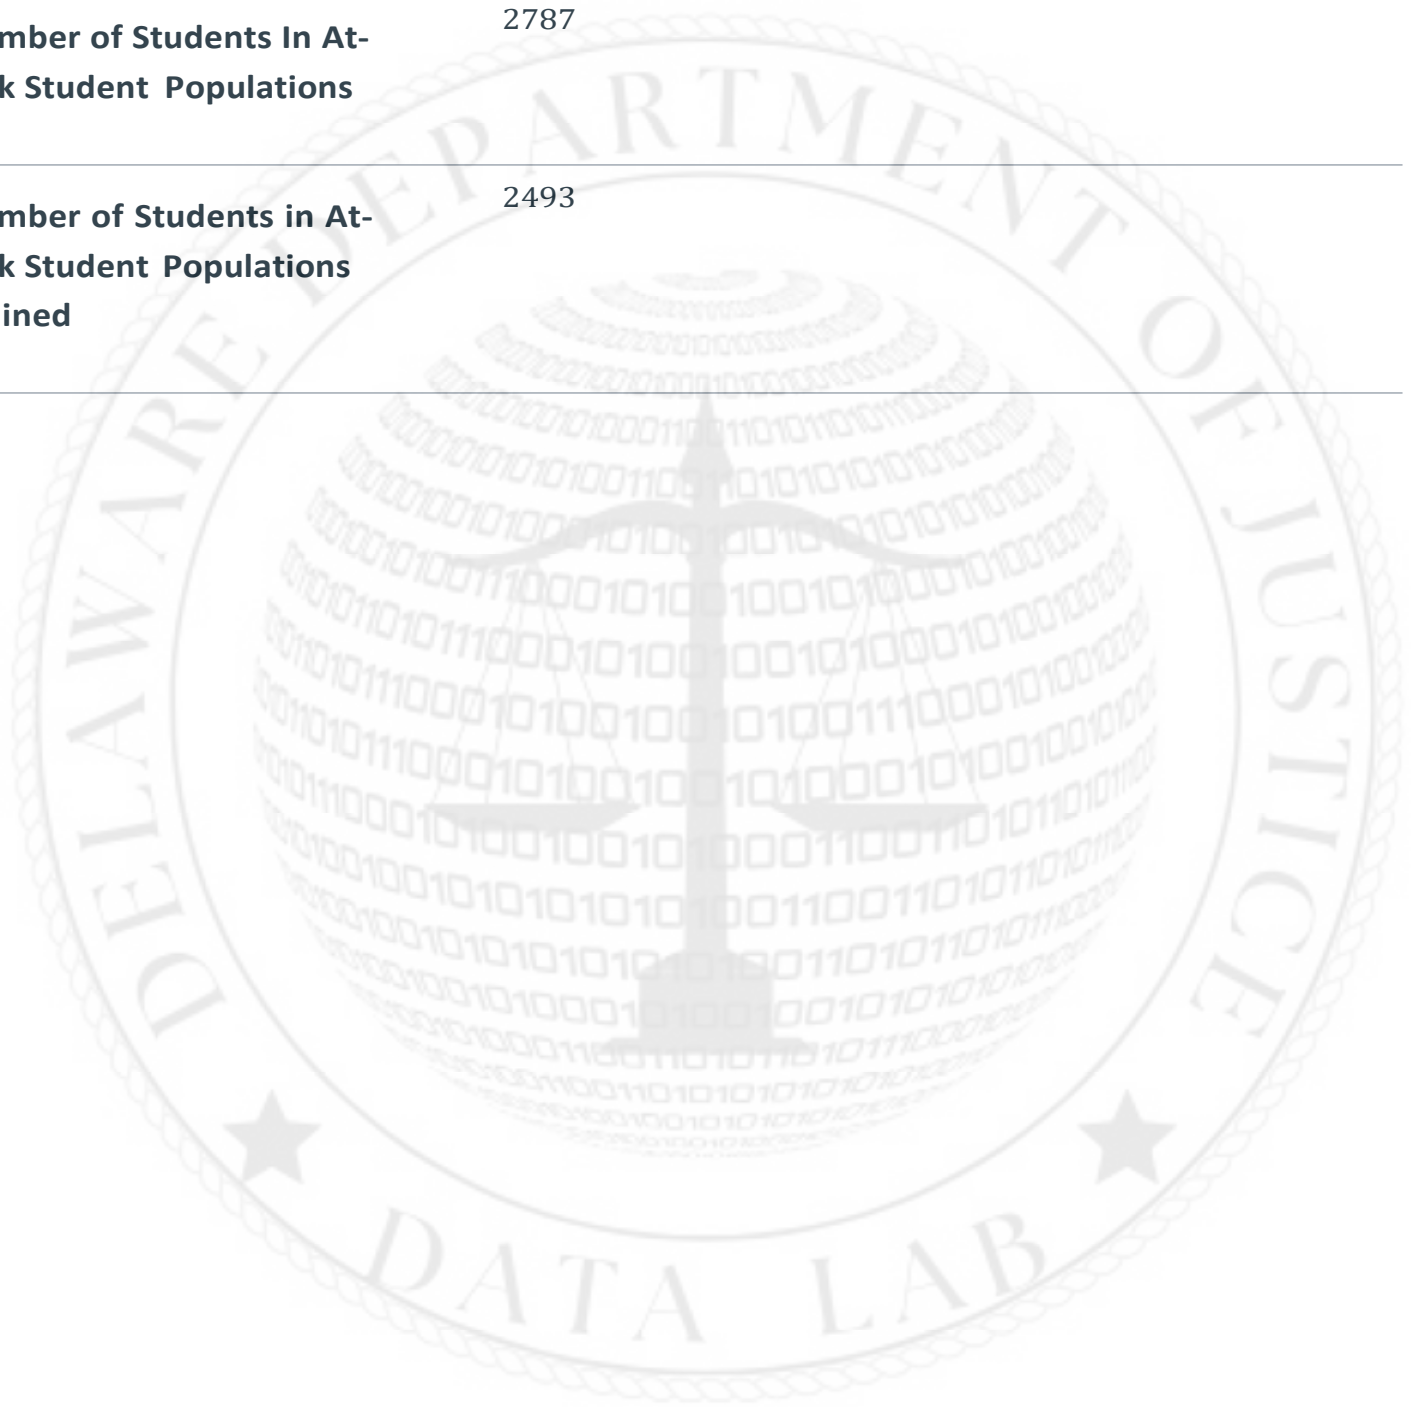 mber of Students In At-
k Student Populations
2787
mber of Students in At-
k Student Populations
ined
2493
DELAWARE DEPARTMENT OF JUSTICE
DATA LAB